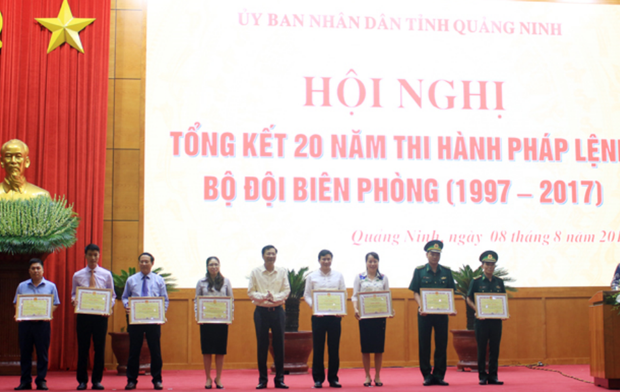 ỦY BAN NHÂN DÂN TỈNH QUẢNG NINH
HỘI NGHỊ
TỔNG KẾT 20 NĂM THI HÀNH PHÁP LỆNH
BỘ ĐỘI BIÊN PHÒNG (1997 – 2017)
Quảng Ninh, ngày 08 tháng 8 năm 201